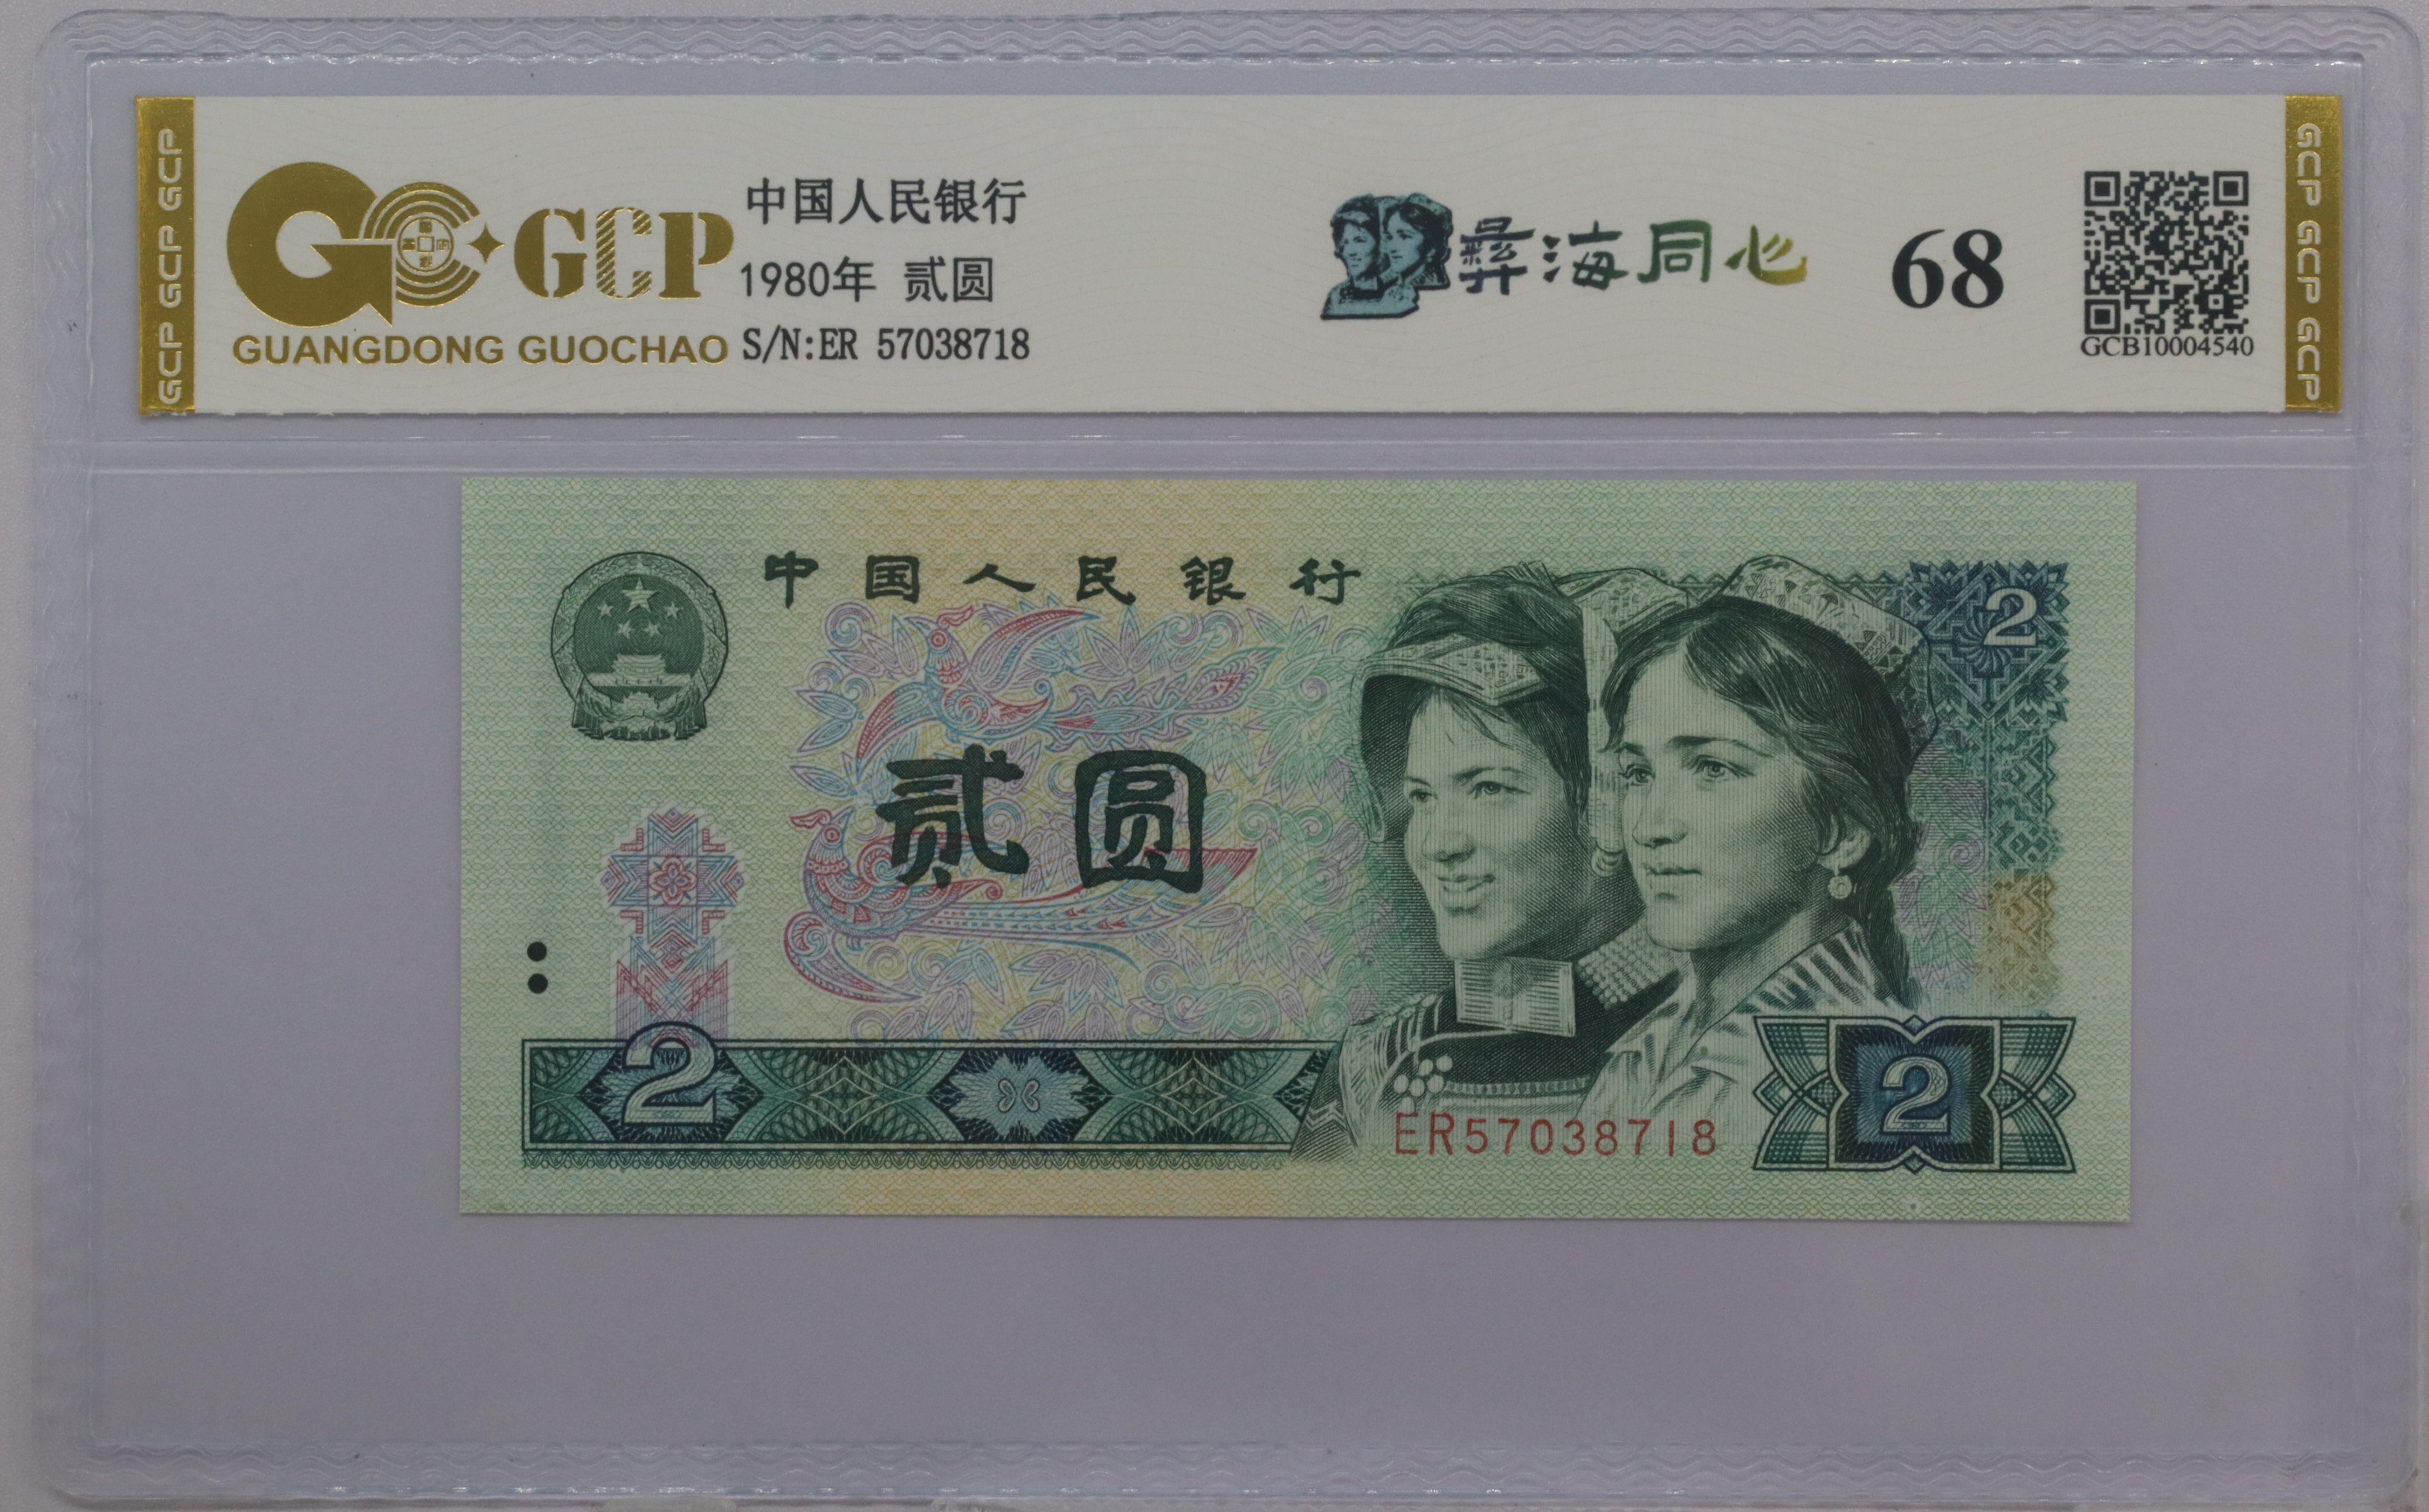 GCP GCP GCP
GCP
GUANGDONG GUOCHAO
中国人民银行
1980年 贰圆
S/N:ER 57038718
彝海同心
68
GCB10004540
GCP GCP GCP
中国人民银行
2
贰圆
2
ER57038718
2